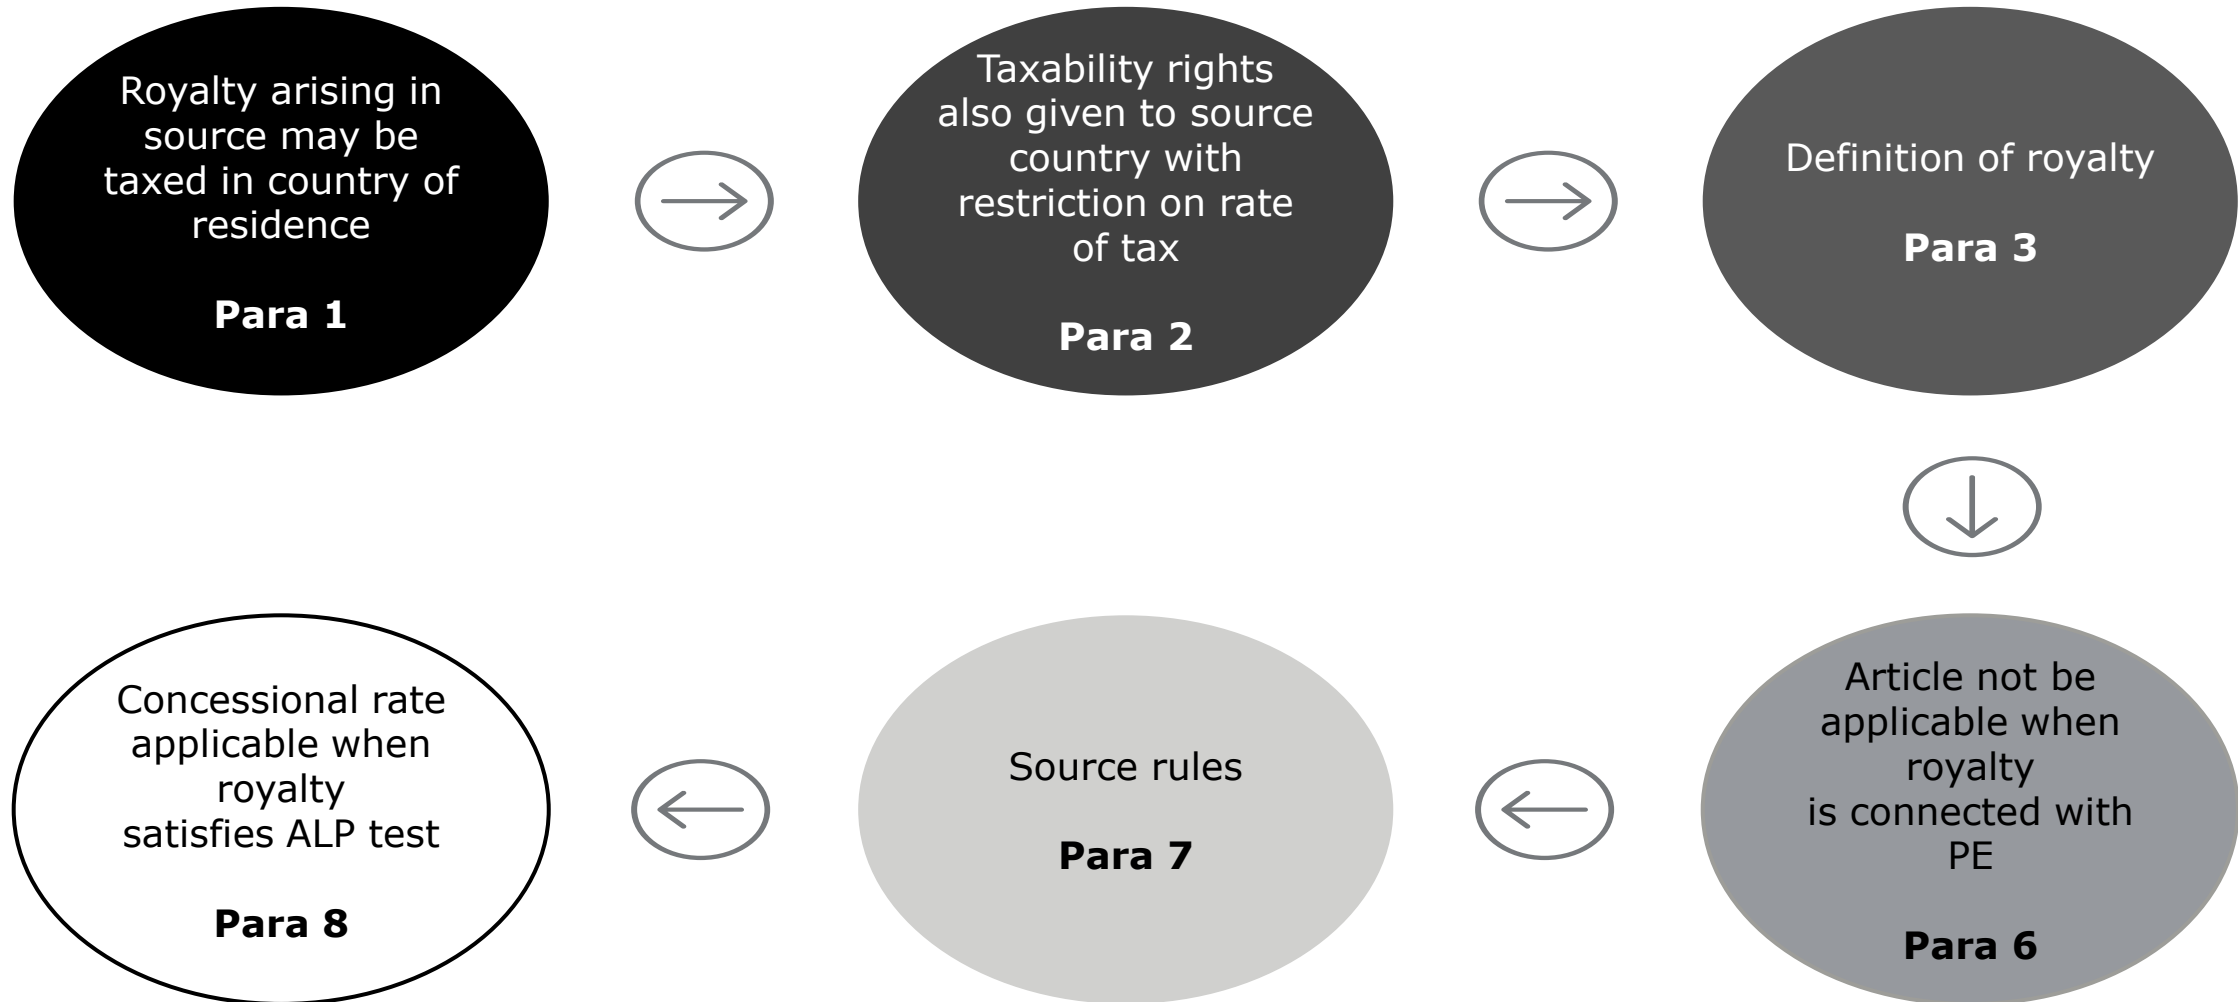 Royalty arising in
source may be
taxed in country of
residence
Para 1
Taxability rights
also given to source
country with
restriction on rate
of tax
Para 2
Definition of royalty
Para 3
Article not be
applicable when
royalty
is connected with
PE
Para 6
Source rules
Para 7
Concessional rate
applicable when
royalty
satisfies ALP test
Para 8